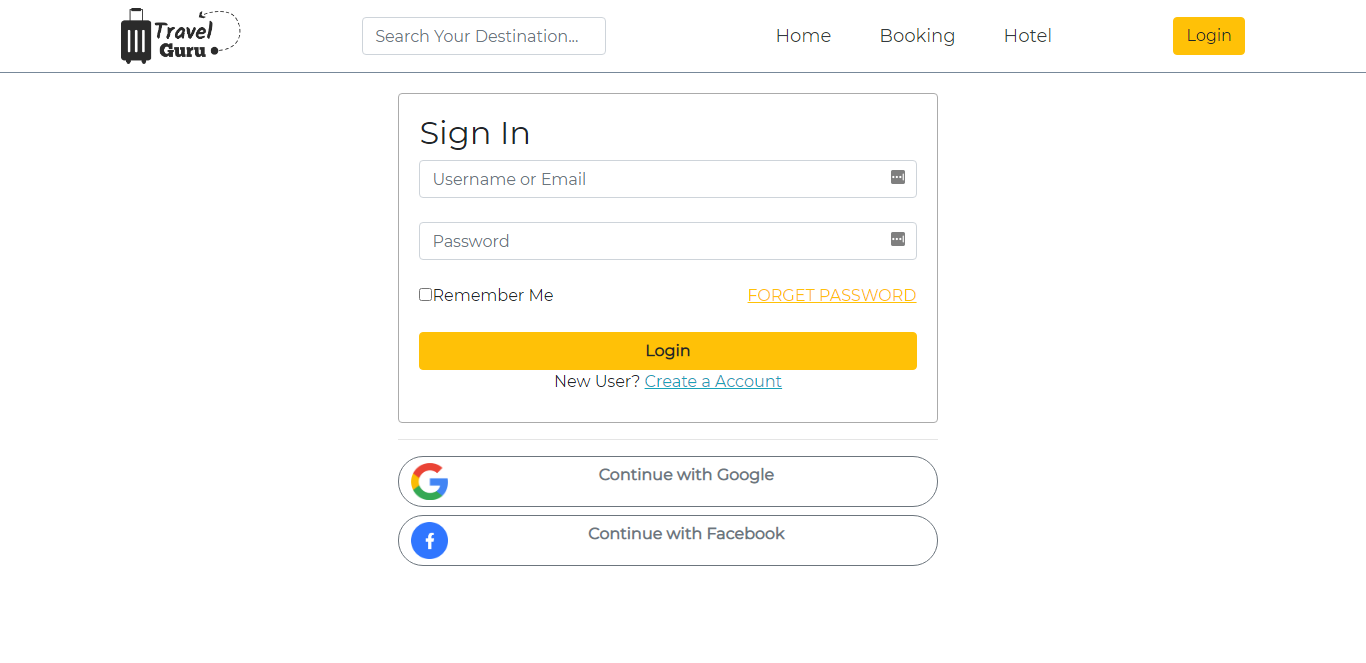 Travel
Guru
Search Your Destination...
Home
Booking
Hotel
Login
Sign In
Username or Email
Password
Remember Me
FORGET PASSWORD
Login
New User? Create a Account
Continue with Google
Continue with Facebook